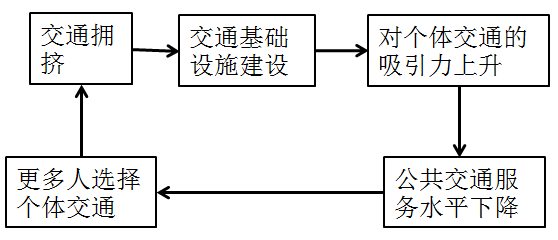 交通拥
挤
交通基础
设施建设
对个体交通的
吸引力上升
公共交通服
务水平下降
更多人选择
个体交通